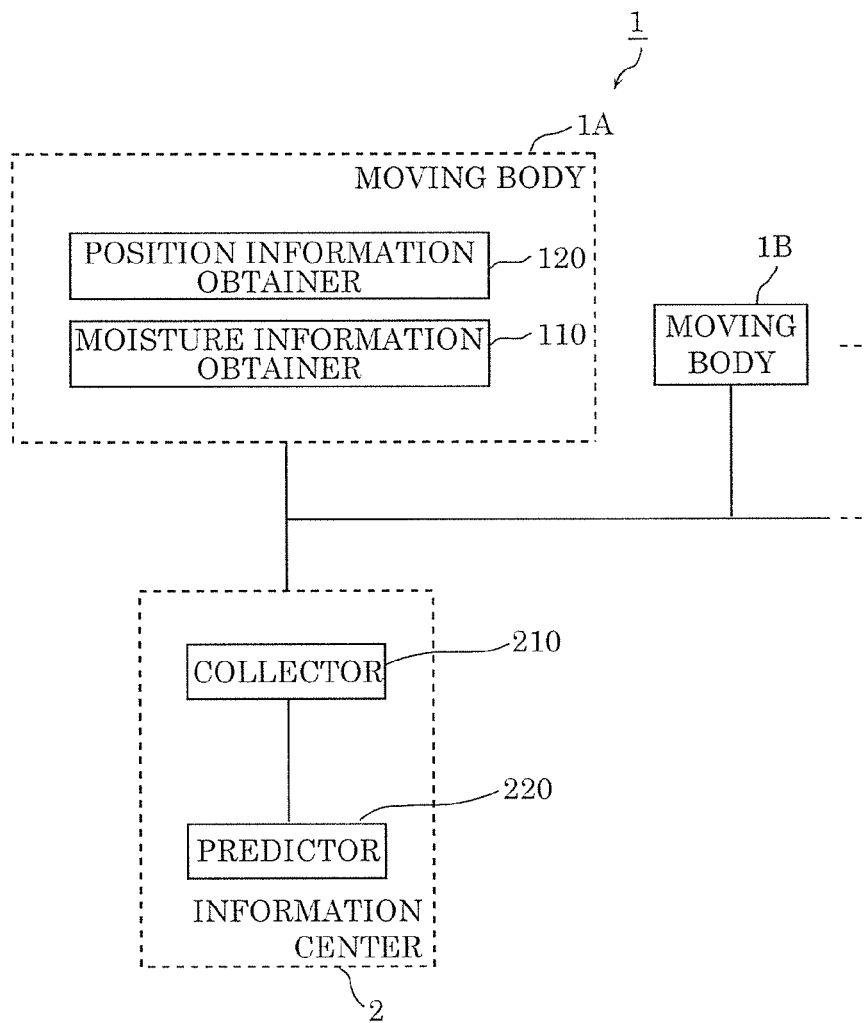 1
1A
MOVING BODY
POSITION INFORMATION
OBTAINER
120
MOISTURE INFORMATION
OBTAINER
110
1B
MOVING
BODY
COLLECTOR
210
220
PREDICTOR
INFORMATION
CENTER
2